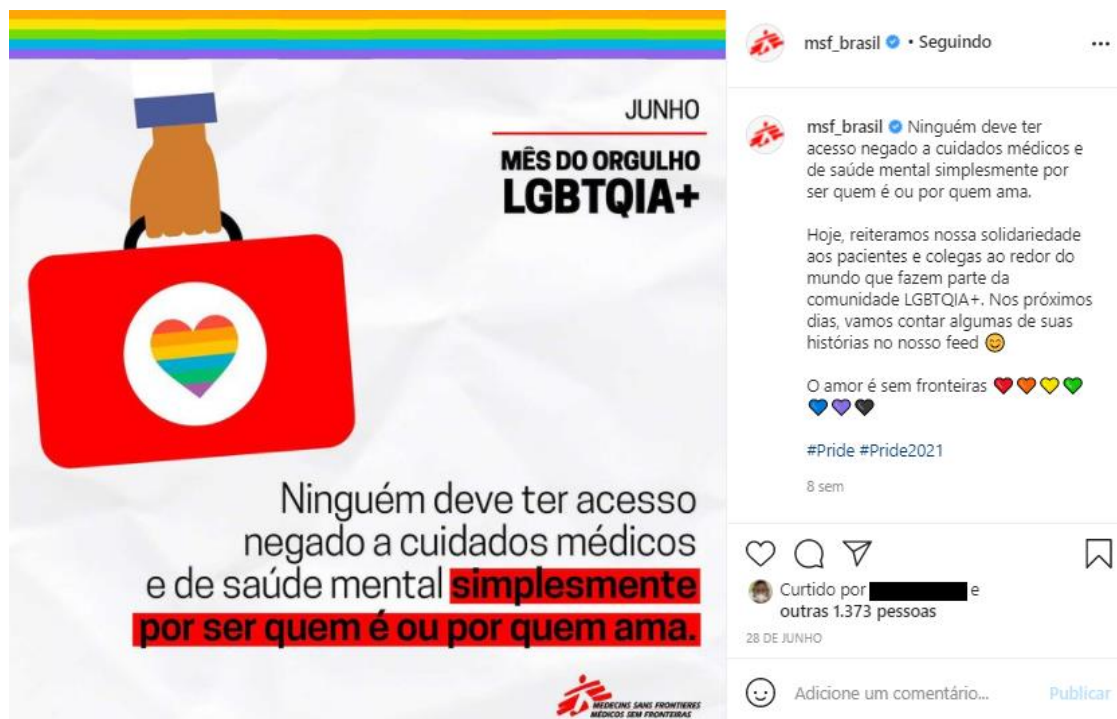 JUNHO
MÊS DO ORGULHO
LGBTQIA+
Ninguém deve ter acesso
negado a cuidados médicos
e de saúde mental simplesmente
por ser quem é ou por quem ama.
MEDECINS SANS FRONTIERES
MÉDICOS SEM FRONTEIRAS
msf_brasil • Seguindo
msf_brasil Ninguém deve ter
acesso negado a cuidados médicos e
de saúde mental simplesmente por
ser quem é ou por quem ama.
Hoje, reiteramos nossa solidariedade
aos pacientes e colegas ao redor do
mundo que fazem parte da
comunidade LGBTQIA+. Nos próximos
dias, vamos contar algumas de suas
histórias no nosso feed 😊
O amor é sem fronteiras ❤️🧡💛💚
💙💜🖤
#Pride #Pride2021
8 sem
Curtido por e
outras 1.373 pessoas
28 DE JUNHO
Adicione um comentário... Publicar